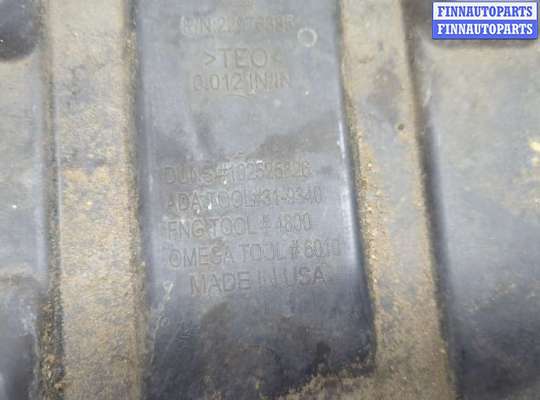 FINNAUTOPARTS
FINNAUTOPARTS
>TEO<
0.012 IN/IN
ADA TOOL#31-9340
ENG TOOL # 4800
OMEGA TOOL # 6010
MADE IN USA